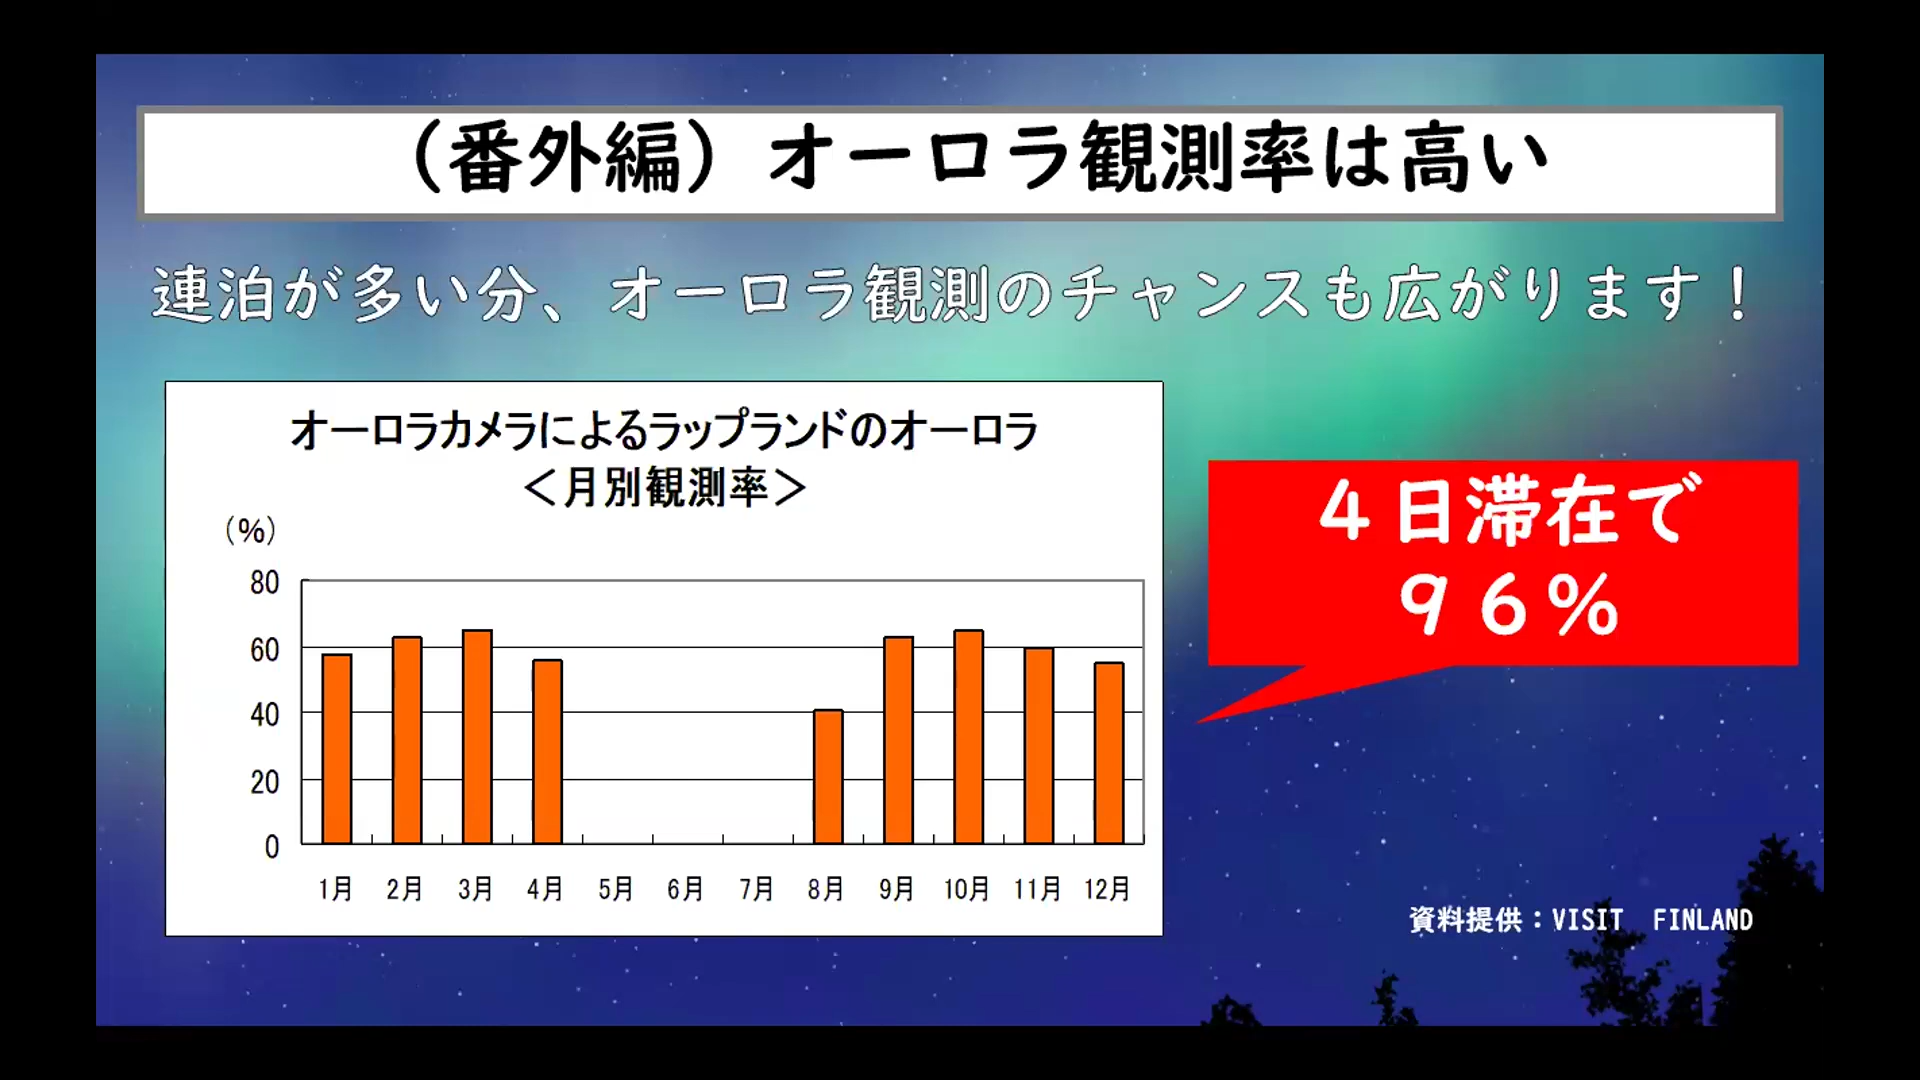 （番外編）オーロラ観測率は高い
連泊が多い分、オーロラ観測のチャンスも広がります！
オーロラカメラによるラップランドのオーロラ
＜月別観測率＞
（%）
80
60
40
20
0
1月 2月 3月 4月 5月 6月 7月 8月 9月 10月 11月 12月
４日滞在で
９６％
資料提供：VISIT　FINLAND